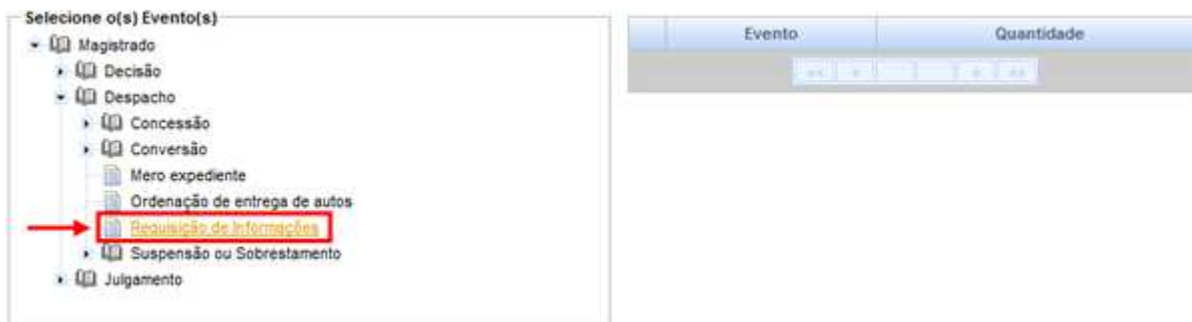 Selecione o(s) Evento(s)
Magistrado
Decisão
Despacho
Concessão
Conversão
Mero expediente
Ordenação de entrega de autos
Requisição de Informações
Suspensão ou Sobrestamento
Julgamento
Evento Quantidade